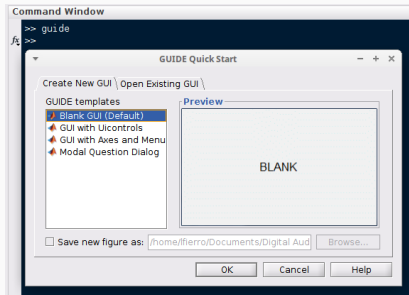 Command Window
>> guide
fx >>
GUIDE Quick Start
Create New GUI Open Existing GUI
GUIDE templates
Preview
Blank GUI (Default)
GUI with Uicontrols
GUI with Axes and Menu
Modal Question Dialog
BLANK
Save new figure as: /home/lfierro/Documents/Digital Aud Browse...
OK Cancel Help